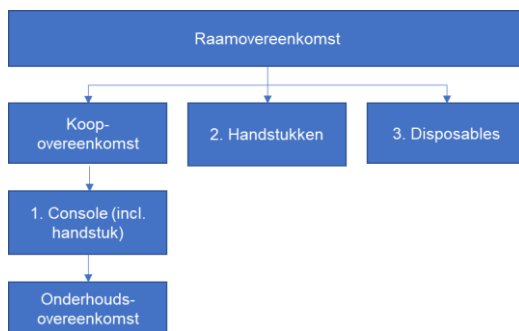 Raamovereenkomst
Koop-
overeenkomst
2. Handstukken
3. Disposables
1. Console (incl.
handstuk)
Onderhouds-
overeenkomst